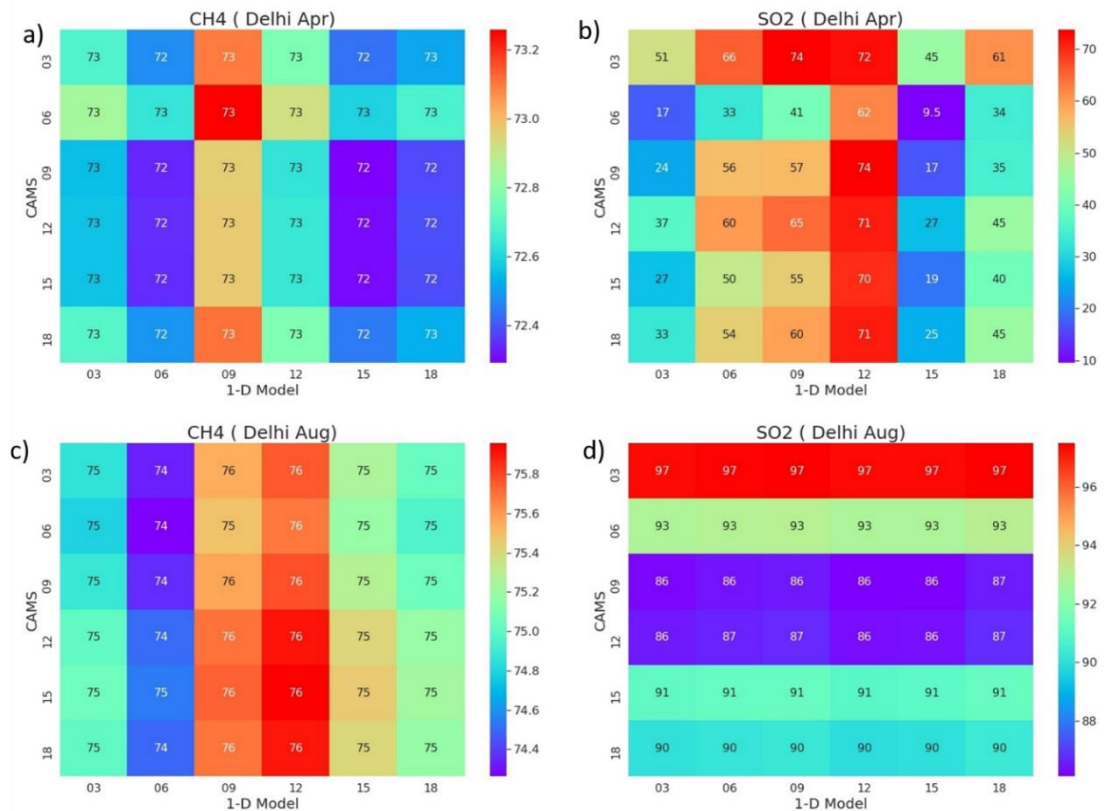 a)
CH4 ( Delhi Apr)
03 73 72 73 73 72 73
06 73 73 73 73 73 73
09 73 72 73 73 72 72
12 73 72 73 73 72 72
15 73 72 73 73 72 72
18 73 72 73 73 72 73
CAMS
03 06 09 12 15 18
1-D Model
73.2
73.0
72.8
72.6
72.4
b)
SO2 ( Delhi Apr)
03 51 66 74 72 45 61
06 17 33 41 62 9.5 34
09 24 56 57 74 17 35
12 37 60 65 71 27 45
15 27 50 55 70 19 40
18 33 54 60 71 25 45
CAMS
03 06 09 12 15 18
1-D Model
70
60
50
40
30
20
10
c)
CH4 ( Delhi Aug)
03 75 74 76 76 75 75
06 75 74 75 76 75 75
09 75 74 76 76 75 75
12 75 74 76 76 75 75
15 75 75 76 76 75 75
18 75 74 76 76 75 75
CAMS
03 06 09 12 15 18
1-D Model
75.8
75.6
75.4
75.2
75.0
74.8
74.6
74.4
d)
SO2 ( Delhi Aug)
03 97 97 97 97 97 97
06 93 93 93 93 93 93
09 86 86 86 86 86 87
12 86 87 87 86 86 87
15 91 91 91 91 91 91
18 90 90 90 90 90 90
CAMS
03 06 09 12 15 18
1-D Model
96
94
92
90
88